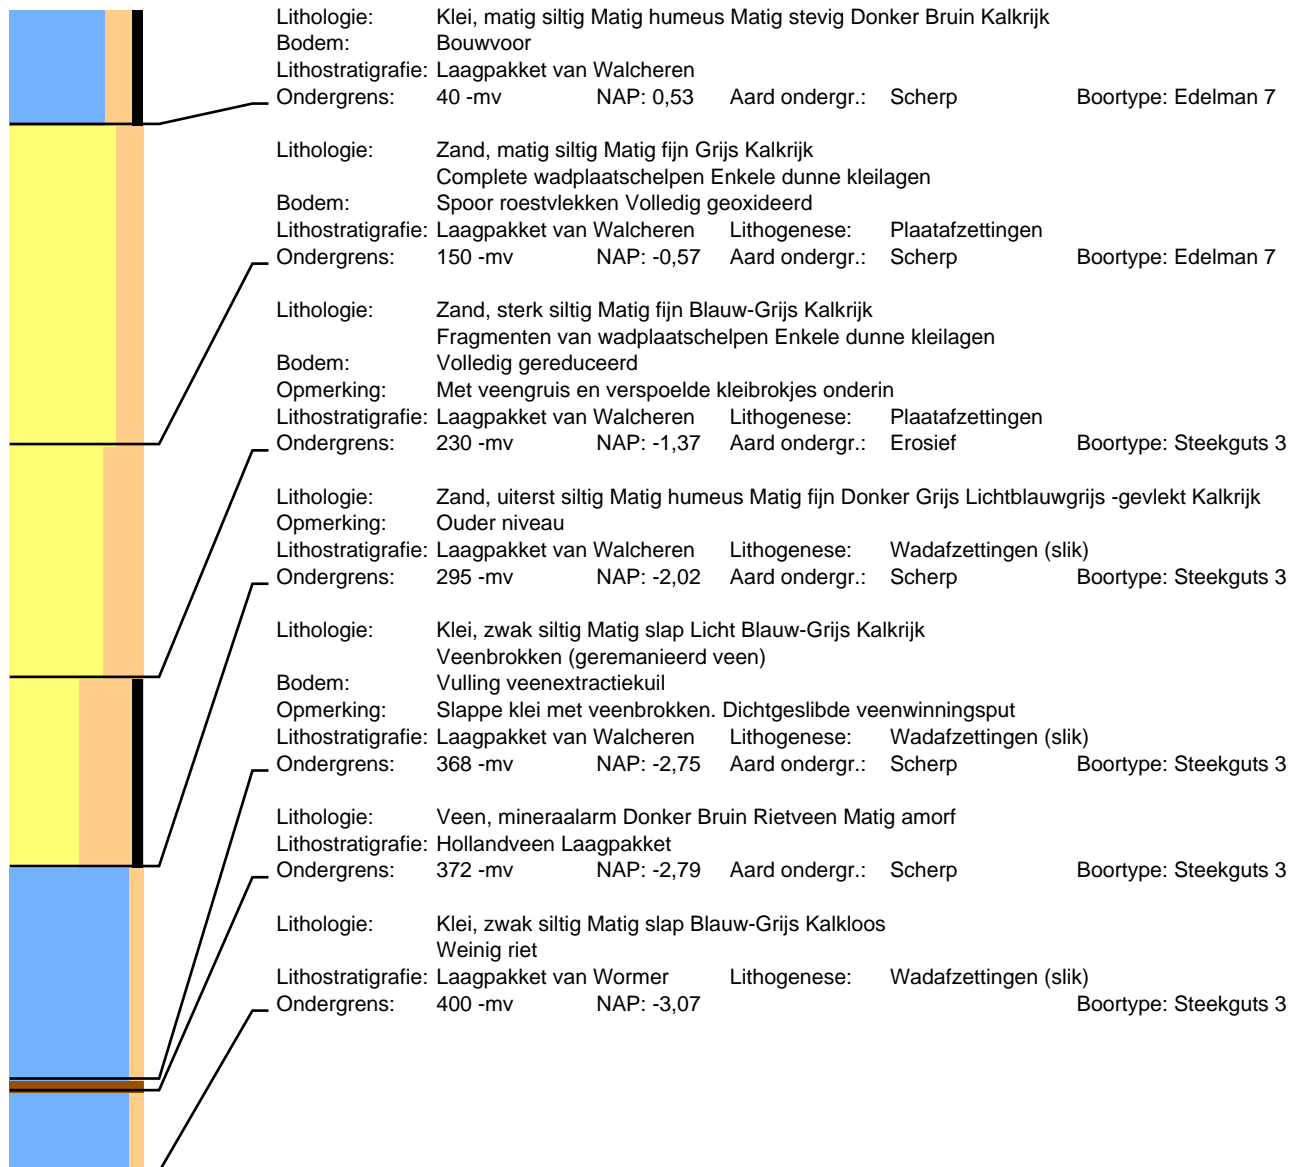 Lithologie: Klei, matig siltig Matig humeus Matig stevig Donker Bruin Kalkrijk
Bodem: Bouwvoor
Lithostratigrafie: Laagpakket van Walcheren
Ondergrens: 40 -mv NAP: 0,53 Aard ondergr.: Scherp Boortype: Edelman 7
Lithologie: Zand, matig siltig Matig fijn Grijs Kalkrijk
Complete wadplaatschelpen Enkele dunne kleilagen
Bodem: Spoor roestvlekken Volledig geoxideerd
Lithostratigrafie: Laagpakket van Walcheren Lithogenese: Plaatafzettingen
Ondergrens: 150 -mv NAP: -0,57 Aard ondergr.: Scherp Boortype: Edelman 7
Lithologie: Zand, sterk siltig Matig fijn Blauw-Grijs Kalkrijk
Fragmenten van wadplaatschelpen Enkele dunne kleilagen
Bodem: Volledig gereduceerd
Opmerking: Met veengruis en verspoelde kleibrokjes onderin
Lithostratigrafie: Laagpakket van Walcheren Lithogenese: Plaatafzettingen
Ondergrens: 230 -mv NAP: -1,37 Aard ondergr.: Erosief Boortype: Steekguts 3
Lithologie: Zand, uiterst siltig Matig humeus Matig fijn Donker Grijs Lichtblauwgrijs -gevlekt Kalkrijk
Opmerking: Ouder niveau
Lithostratigrafie: Laagpakket van Walcheren Lithogenese: Wadafzettingen (slik)
Ondergrens: 295 -mv NAP: -2,02 Aard ondergr.: Scherp Boortype: Steekguts 3
Lithologie: Klei, zwak siltig Matig slap Licht Blauw-Grijs Kalkrijk
Veenbrokken (geremanieerd veen)
Bodem: Vulling veenextractiekuil
Opmerking: Slappe klei met veenbrokken. Dichtgeslibde veenwinningsput
Lithostratigrafie: Laagpakket van Walcheren Lithogenese: Wadafzettingen (slik)
Ondergrens: 368 -mv NAP: -2,75 Aard ondergr.: Scherp Boortype: Steekguts 3
Lithologie: Veen, mineraalarm Donker Bruin Rietveen Matig amorf
Lithostratigrafie: Hollandveen Laagpakket
Ondergrens: 372 -mv NAP: -2,79 Aard ondergr.: Scherp Boortype: Steekguts 3
Lithologie: Klei, zwak siltig Matig slap Blauw-Grijs Kalkloos
Weinig riet
Lithostratigrafie: Laagpakket van Wormer Lithogenese: Wadafzettingen (slik)
Ondergrens: 400 -mv NAP: -3,07 Boortype: Steekguts 3